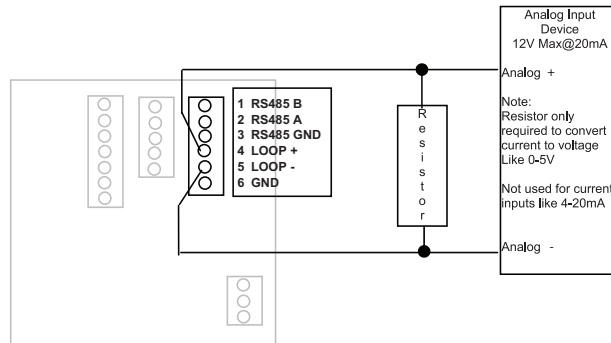 1 RS485 B
2 RS485 A
3 RS485 GND
4 LOOP +
5 LOOP -
6 GND
Resistor
Analog Input
Device
12V Max@20mA
Analog +
Note:
Resistor only
required to convert
current to voltage
Like 0-5V
Not used for current
inputs like 4-20mA
Analog -